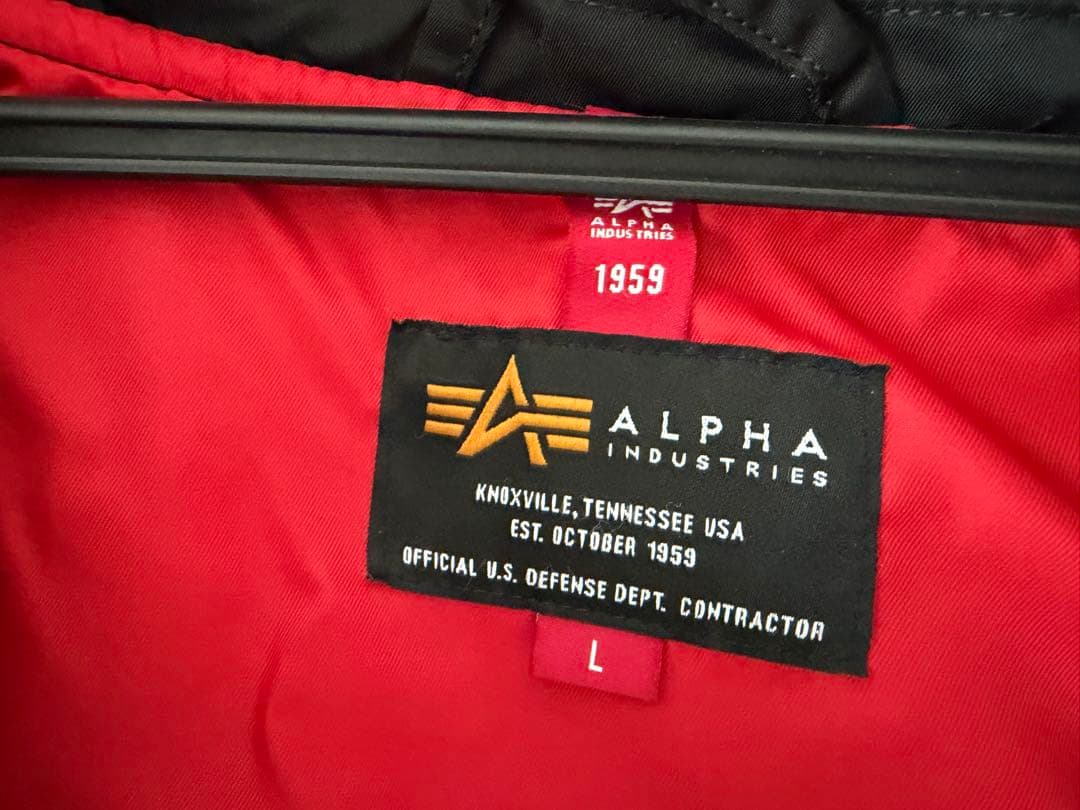 ALPHA
INDUSTRIES
1959
ALPHA
INDUSTRIES
KNOXVILLE, TENNESSEE USA
EST. OCTOBER 1959
OFFICIAL U.S. DEFENSE DEPT. CONTRACTOR
L